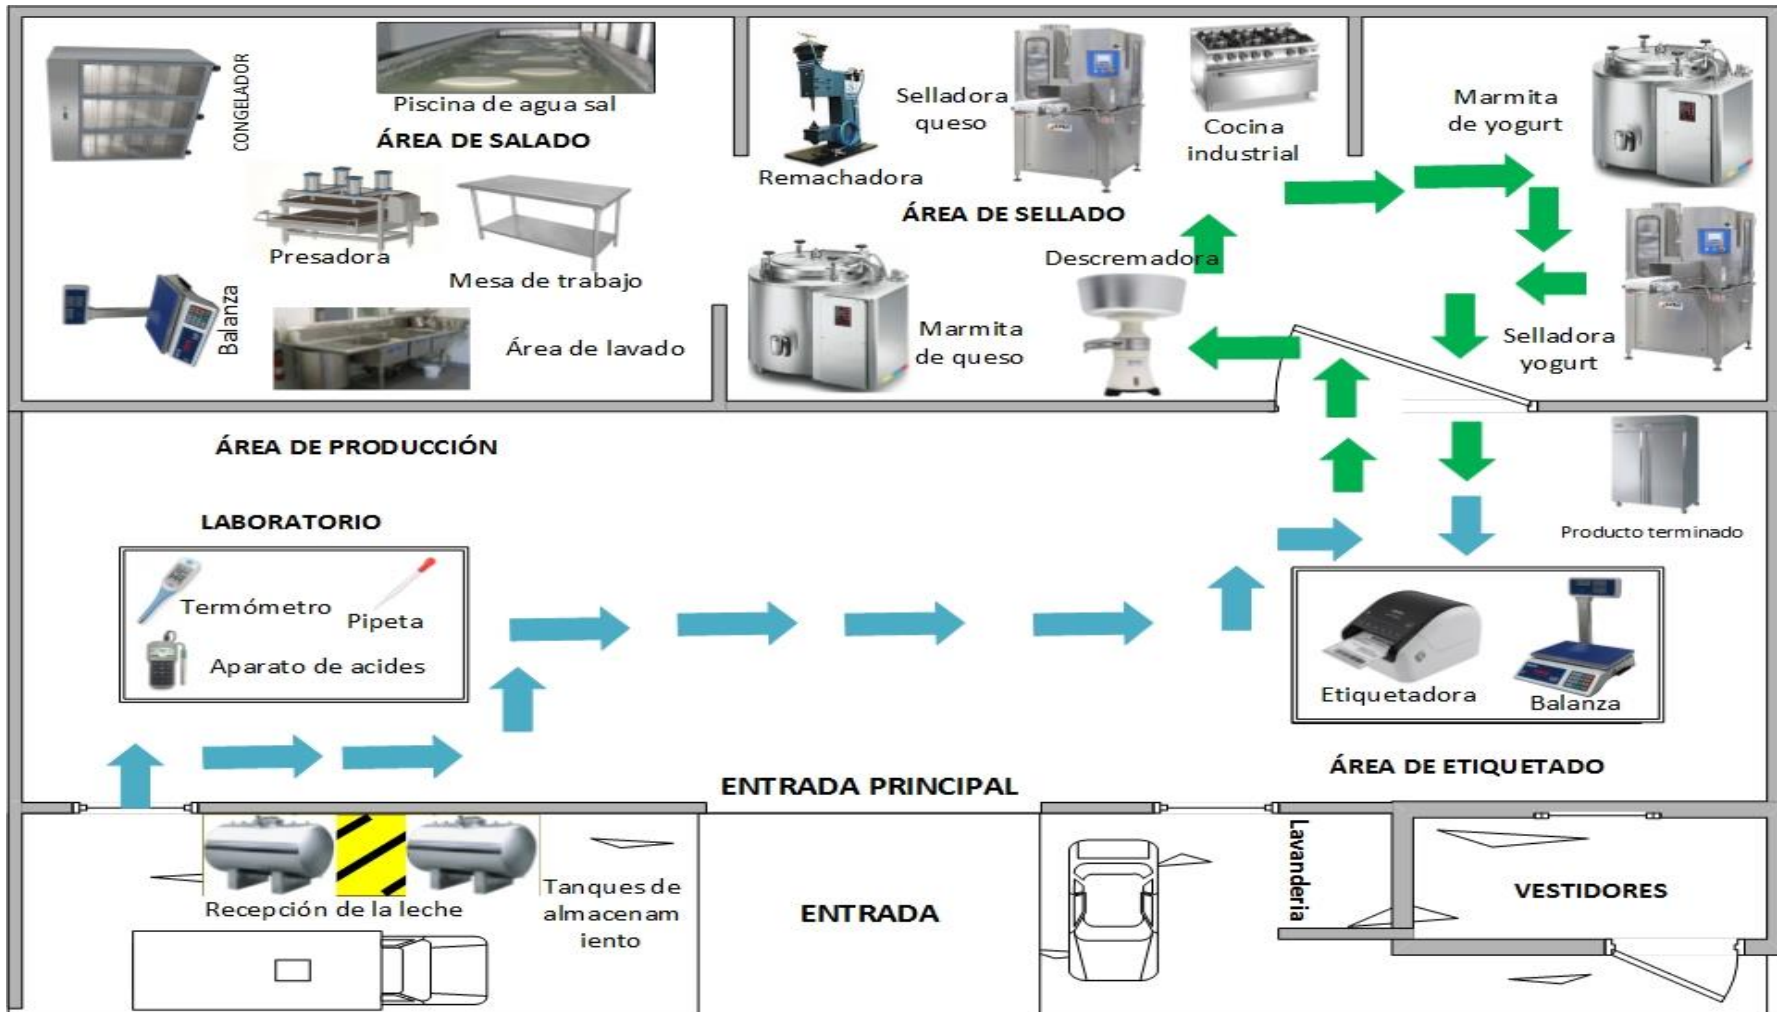 CONGELADOR
Piscina de agua sal
ÁREA DE SALADO
Presadora
Mesa de trabajo
Balanza
Área de lavado
Remachadora
Selladora
queso
Cocina
industrial
ÁREA DE SELLADO
Descremadora
Marmita
de queso
Marmita
de yogurt
Selladora
yogurt
ÁREA DE PRODUCCIÓN
LABORATORIO
Termómetro
Pipeta
Aparato de acides
Producto terminado
Etiquetadora
Balanza
ÁREA DE ETIQUETADO
ENTRADA PRINCIPAL
Recepción de la leche
Tanques de
almacenam
iento
ENTRADA
Lavanderia
VESTIDORES